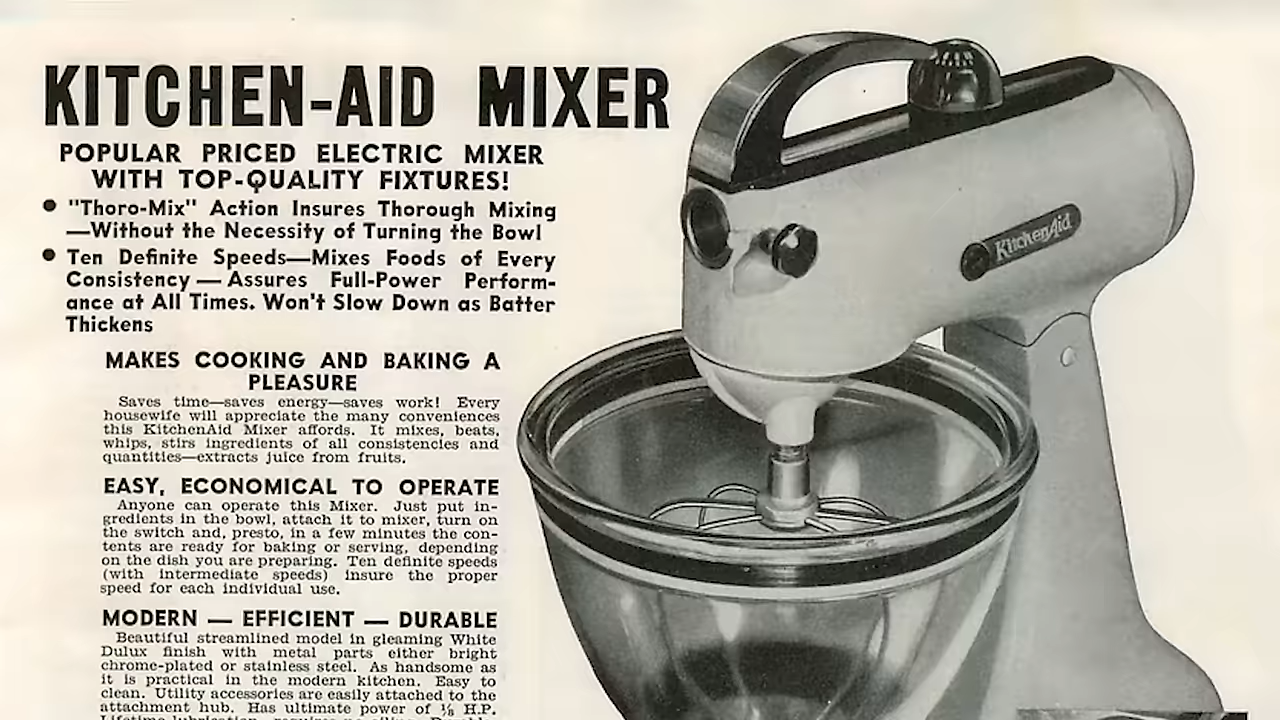 KITCHEN-AID MIXER
POPULAR PRICED ELECTRIC MIXER
WITH TOP-QUALITY FIXTURES!
● "Thoro-Mix" Action Insures Thorough Mixing
—Without the Necessity of Turning the Bowl
● Ten Definite Speeds—Mixes Foods of Every
Consistency — Assures Full-Power Perform-
ance at All Times. Won't Slow Down as Batter
Thickens
MAKES COOKING AND BAKING A
PLEASURE
Saves time—saves energy—saves work! Every
housewife will appreciate the many conveniences
this KitchenAid Mixer affords. It mixes, beats,
whips, stirs ingredients of all consistencies and
quantities—extracts juice from fruits.
EASY, ECONOMICAL TO OPERATE
Anyone can operate this Mixer. Just put in-
gredients in the bowl, attach it to mixer, turn on
the switch and, presto, in a few minutes the con-
tents are ready for baking or serving, depending
on the dish you are preparing. Ten definite speeds
(with intermediate speeds) insure the proper
speed for each individual use.
MODERN — EFFICIENT — DURABLE
Beautiful streamlined model in gleaming White
Dulux finish with metal parts either bright
chrome-plated or stainless steel. As handsome as
it is practical in the modern kitchen. Easy to
clean. Utility accessories are easily attached to the
attachment hub. Has ultimate power of ⅛ H.P.
KitchenAid